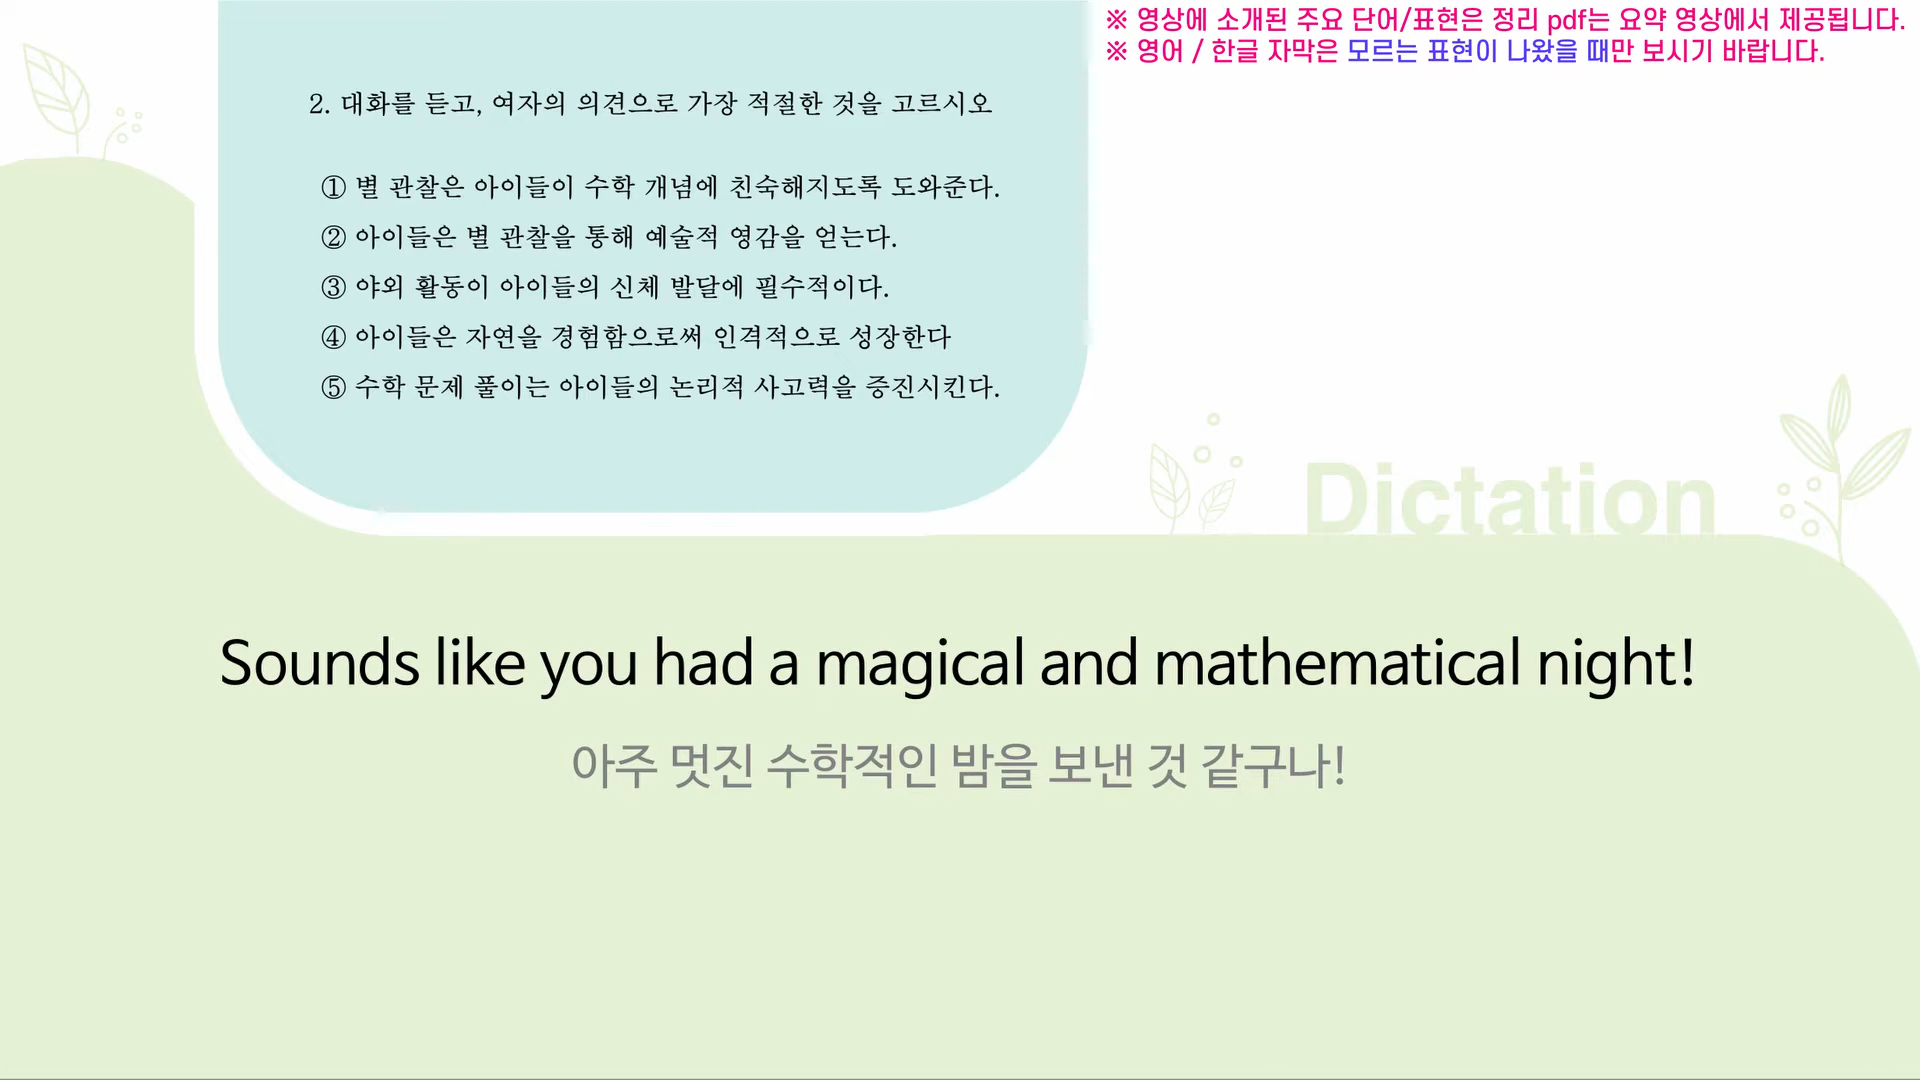 ※ 영상에 소개된 주요 단어/표현은 정리 pdf는 요약 영상에서 제공됩니다.
※ 영어 / 한글 자막은 모르는 표현이 나왔을 때만 보시기 바랍니다.
2. 대화를 듣고, 여자의 의견으로 가장 적절한 것을 고르시오
① 별 관찰은 아이들이 수학 개념에 친숙해지도록 도와준다.
② 아이들은 별 관찰을 통해 예술적 영감을 얻는다.
③ 야외 활동이 아이들의 신체 발달에 필수적이다.
④ 아이들은 자연을 경험함으로써 인격적으로 성장한다
⑤ 수학 문제 풀이는 아이들의 논리적 사고력을 증진시킨다.
Dictation
Sounds like you had a magical and mathematical night!
아주 멋진 수학적인 밤을 보낸 것 같구나!